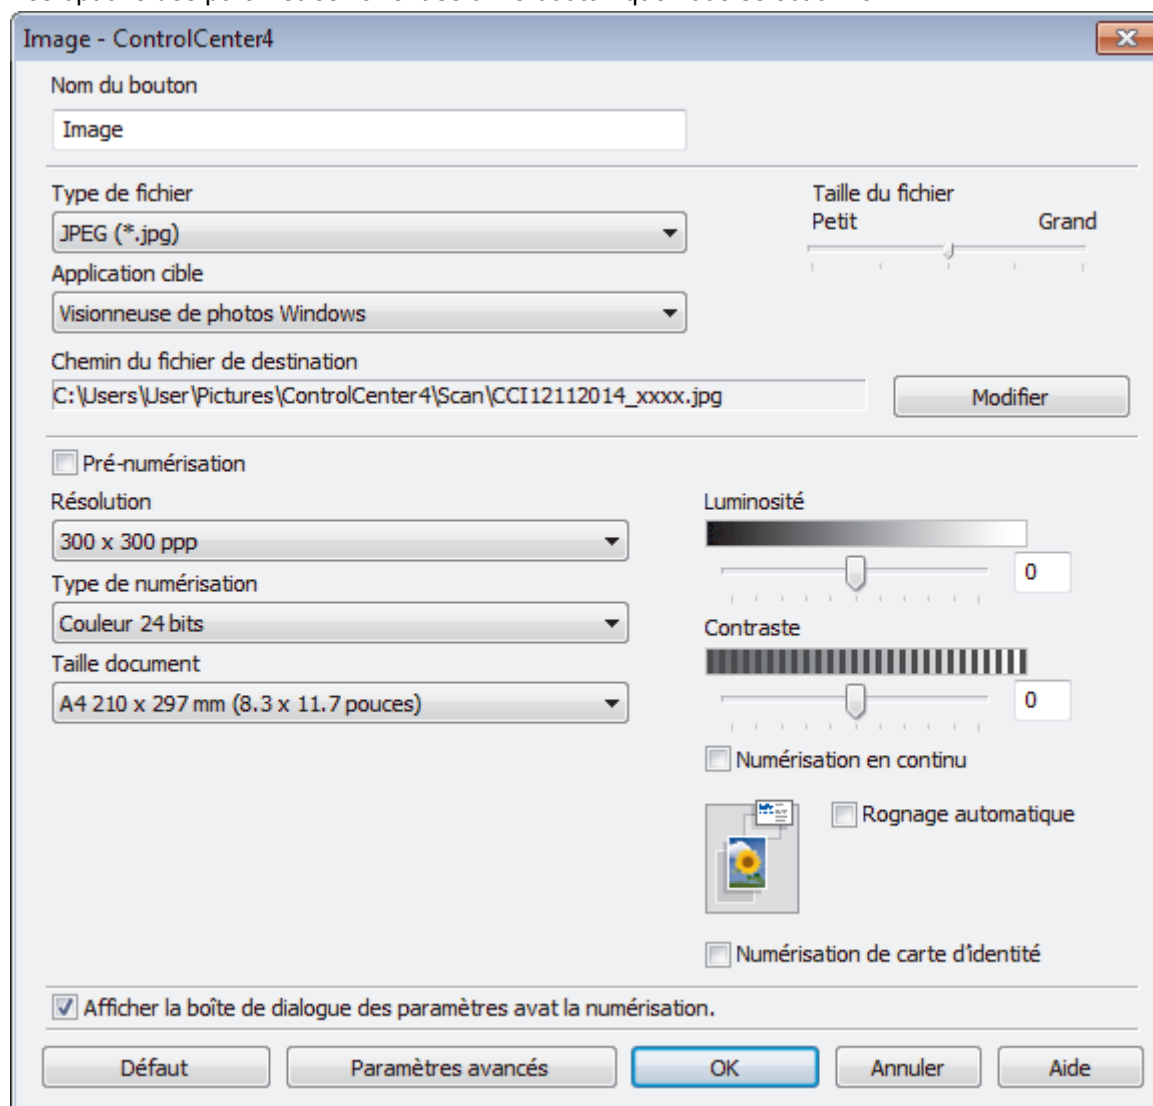 Image - ControlCenter4
Nom du bouton
Image
Type de fichier
JPEG (*.jpg)
Taille du fichier
Petit Grand
Application cible
Visionneuse de photos Windows
Chemin du fichier de destination
C:\Users\User\Pictures\ControlCenter4\Scan\CCI12112014_xxxx.jpg
Modifier
Pré-numérisation
Résolution
300 x 300 ppp
Type de numérisation
Couleur 24 bits
Taille document
A4 210 x 297 mm (8.3 x 11.7 pouces)
Luminosité
0
Contraste
0
Numérisation en continu
Rognage automatique
Numérisation de carte d'identité
Afficher la boîte de dialogue des paramètres avat la numérisation.
Défaut
Paramètres avancés
OK
Annuler
Aide